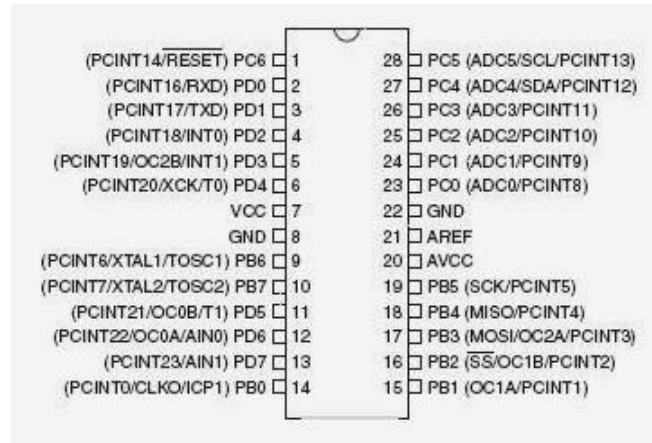 (PCINT14/RESET) PC6 1 28 PC5 (ADC5/SCL/PCINT13)
(PCINT16/RXD) PD0 2 27 PC4 (ADC4/SDA/PCINT12)
(PCINT17/TXD) PD1 3 26 PC3 (ADC3/PCINT11)
(PCINT18/INT0) PD2 4 25 PC2 (ADC2/PCINT10)
(PCINT19/OC2B/INT1) PD3 5 24 PC1 (ADC1/PCINT9)
(PCINT20/XCK/T0) PD4 6 23 PC0 (ADC0/PCINT8)
VCC 7 22 GND
GND 8 21 AREF
(PCINT6/XTAL1/TOSC1) PB6 9 20 AVCC
(PCINT7/XTAL2/TOSC2) PB7 10 19 PB5 (SCK/PCINT5)
(PCINT21/OC0B/T1) PD5 11 18 PB4 (MISO/PCINT4)
(PCINT22/OC0A/AIN0) PD6 12 17 PB3 (MOSI/OC2A/PCINT3)
(PCINT23/AIN1) PD7 13 16 PB2 (SS/OC1B/PCINT2)
(PCINT0/CLKO/ICP1) PB0 14 15 PB1 (OC1A/PCINT1)